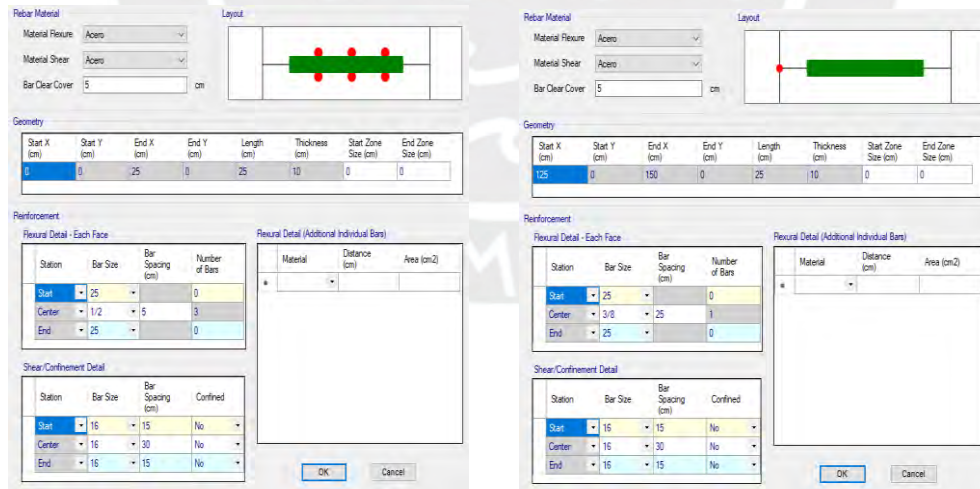 Rebar Material
Material Flexure Acero
Material Shear Acero
Bar Clear Cover 5 cm
Layout
Geometry
Start X (cm) Start Y (cm) End X (cm) End Y (cm) Length (cm) Thickness (cm) Start Zone Size (cm) End Zone Size (cm)
0 0 25 0 25 10 0 0
Reinforcement
Flexural Detail - Each Face
Station Bar Size Bar Spacing (cm) Number of Bars
Start 25 0
Center 1/2 5 3
End 25 0
Flexural Detail (Additional Individual Bars)
Material Distance (cm) Area (cm2)
*
Shear/Confinement Detail
Station Bar Size Bar Spacing (cm) Confined
Start 16 15 No
Center 16 30 No
End 16 15 No
OK Cancel
Rebar Material
Material Flexure Acero
Material Shear Acero
Bar Clear Cover 5 cm
Layout
Geometry
Start X (cm) Start Y (cm) End X (cm) End Y (cm) Length (cm) Thickness (cm) Start Zone Size (cm) End Zone Size (cm)
125 0 150 0 25 10 0 0
Reinforcement
Flexural Detail - Each Face
Station Bar Size Bar Spacing (cm) Number of Bars
Start 25 0
Center 3/8 25 1
End 25 0
Flexural Detail (Additional Individual Bars)
Material Distance (cm) Area (cm2)
*
Shear/Confinement Detail
Station Bar Size Bar Spacing (cm) Confined
Start 16 15 No
Center 16 30 No
End 16 15 No
OK Cancel